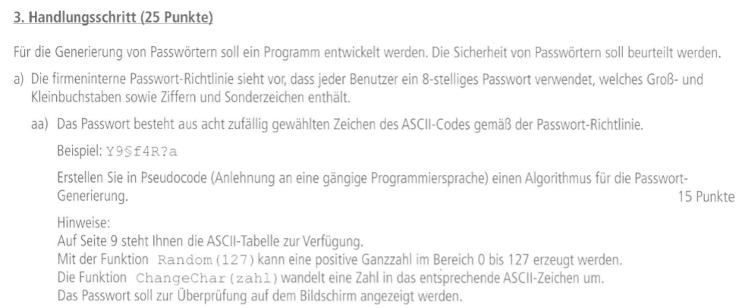 3. Handlungsschritt (25 Punkte)
Für die Generierung von Passwörtern soll ein Programm entwickelt werden. Die Sicherheit von Passwörtern soll beurteilt werden.
a) Die firmeninterne Passwort-Richtlinie sieht vor, dass jeder Benutzer ein 8-stelliges Passwort verwendet, welches Groß- und
Kleinbuchstaben sowie Ziffern und Sonderzeichen enthält.
aa) Das Passwort besteht aus acht zufällig gewählten Zeichen des ASCII-Codes gemäß der Passwort-Richtlinie.
Beispiel: Y9§f4R?a
Erstellen Sie in Pseudocode (Anlehnung an eine gängige Programmiersprache) einen Algorithmus für die Passwort-
Generierung. 15 Punkte
Hinweise:
Auf Seite 9 steht Ihnen die ASCII-Tabelle zur Verfügung.
Mit der Funktion Random(127) kann eine positive Ganzzahl im Bereich 0 bis 127 erzeugt werden.
Die Funktion ChangeChar(zahl) wandelt eine Zahl in das entsprechende ASCII-Zeichen um.
Das Passwort soll zur Überprüfung auf dem Bildschirm angezeigt werden.